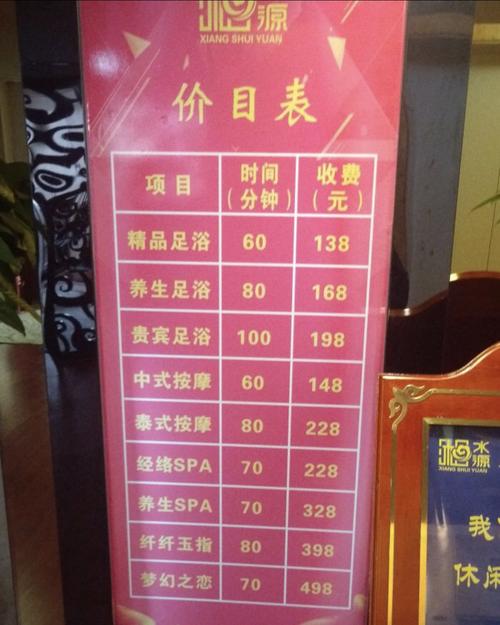 源
XIANG SHUI YUAN
价目表
项目 时间(分钟) 收费(元)
精品足浴 60 138
养生足浴 80 168
贵宾足浴 100 198
中式按摩 60 148
泰式按摩 80 228
经络SPA 70 228
养生SPA 70 328
纤纤玉指 80 398
梦幻之恋 70 498
水源
XIANG SHUI YUAN
我
休闲